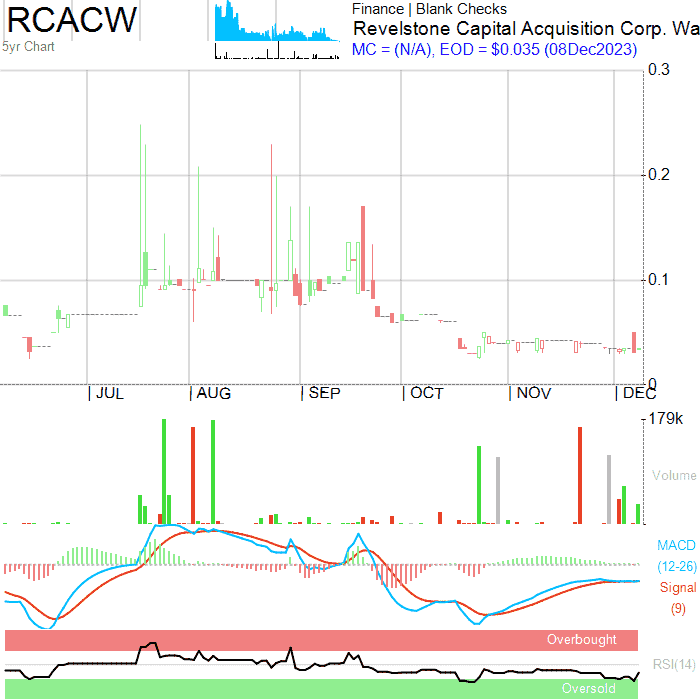 RCACW
5yr Chart
Finance | Blank Checks
Revelstone Capital Acquisition Corp. Wa
MC = (N/A), EOD = $0.035 (08Dec2023)
0.3
0.2
0.1
0
| JUL | AUG | SEP | OCT | NOV | DEC
179k
Volume
MACD
(12-26)
Signal
(9)
Overbought
RSI(14)
Oversold